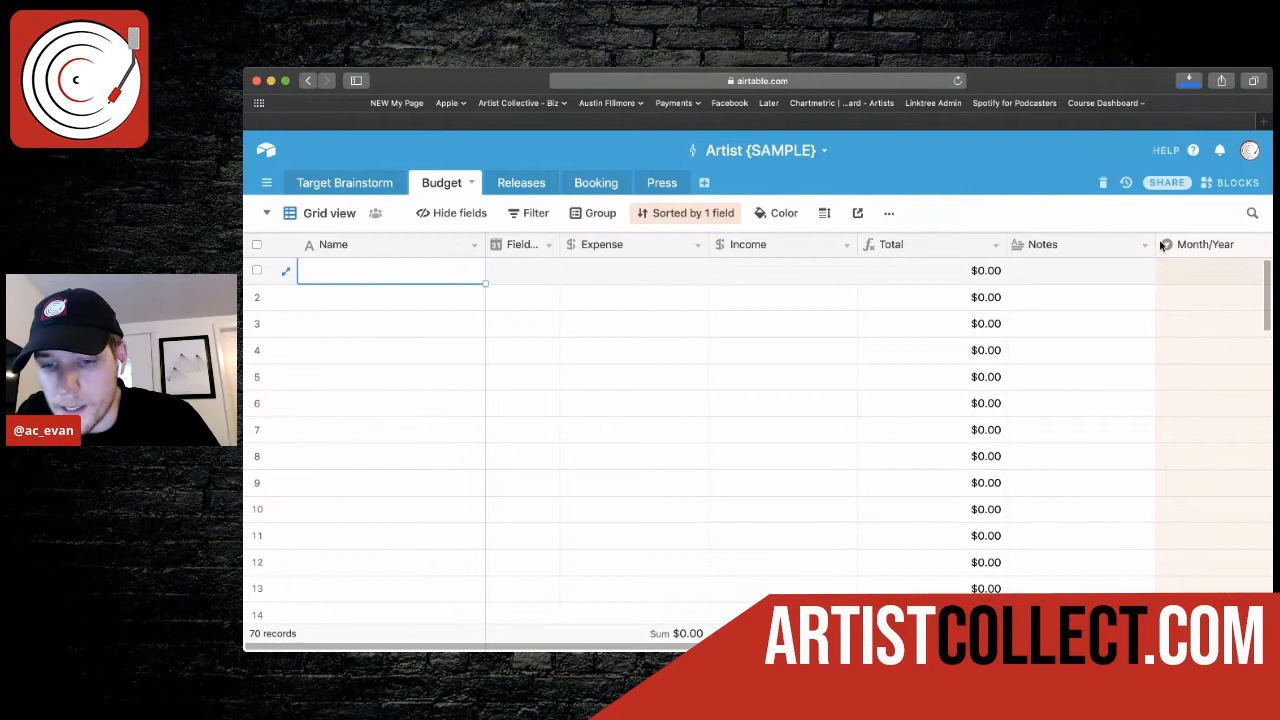 airtable.com
NEW My Page Apple Artist Collective - Biz Austin FIllmore Payments Facebook Later Chartmetric | ...ard - Artists Linktree Admin Spotify for Podcasters Course Dashboard –
Artist {SAMPLE} HELP
Target Brainstorm Budget Releases Booking Press SHARE BLOCKS
Grid view Hide fields Filter Group Sorted by 1 field Color
Name Field... Expense Income Total Notes Month/Year
$0.00
2 $0.00
3 $0.00
4 $0.00
5 $0.00
6 $0.00
7 $0.00
8 $0.00
9 $0.00
10 $0.00
11 $0.00
12 $0.00
13 $0.00
14
70 records Sum $0.00
@ac_evan
ARTISTCOLLECT.COM